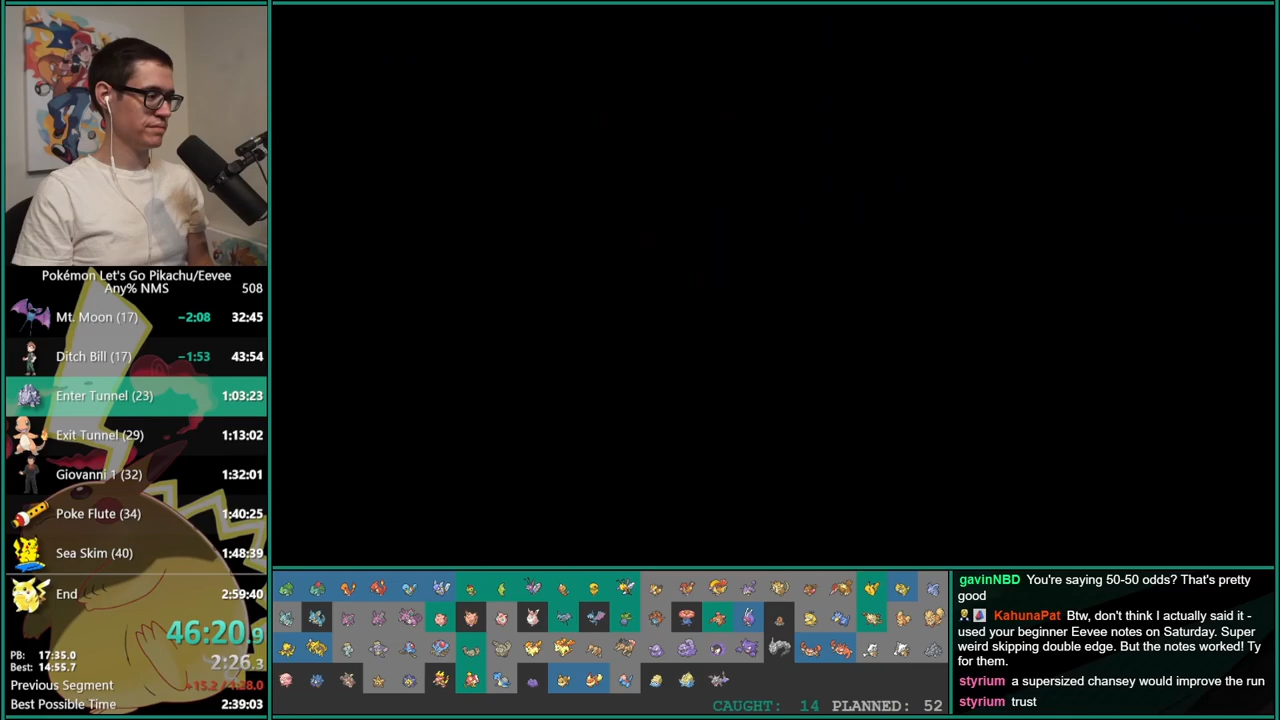 Pokémon Let's Go Pikachu/Eevee
Any% NMS 508
Mt. Moon (17) −2:08 32:45
Ditch Bill (17) −1:53 43:54
Enter Tunnel (23) 1:03:23
Exit Tunnel (29) 1:13:02
Giovanni 1 (32) 1:32:01
Poke Flute (34) 1:40:25
Sea Skim (40) 1:48:39
End 2:59:40
46:20.9
PB: 17:35.0
Best: 14:55.7 2:26.3
Previous Segment +15.2 / 4:28.0
Best Possible Time 2:39:03
CAUGHT: 14 PLANNED: 52
gavinNBD You're saying 50-50 odds? That's pretty
good
KahunaPat Btw, don't think I actually said it -
used your beginner Eevee notes on Saturday. Super
weird skipping double edge. But the notes worked! Ty
for them.
styrium a supersized chansey would improve the run
styrium trust